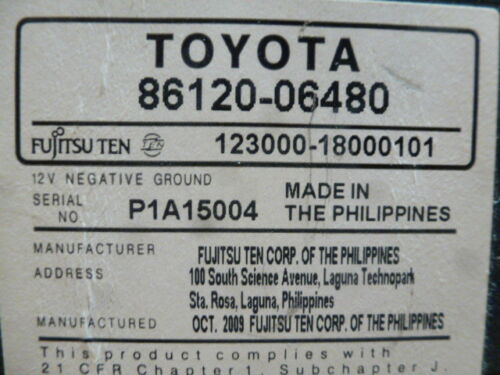 TOYOTA
86120-06480
FUJITSU TEN TEN 123000-18000101
12V NEGATIVE GROUND
SERIAL NO. P1A15004
MADE IN THE PHILIPPINES
MANUFACTURER FUJITSU TEN CORP. OF THE PHILIPPINES
ADDRESS 100 South Science Avenue, Laguna Technopark
Sta. Rosa, Laguna, Philippines
MANUFACTURED OCT. 2009 FUJITSU TEN CORP. OF THE PHILIPPINES
This product complies with
21 CFR Chapter 1, Subchapter J.